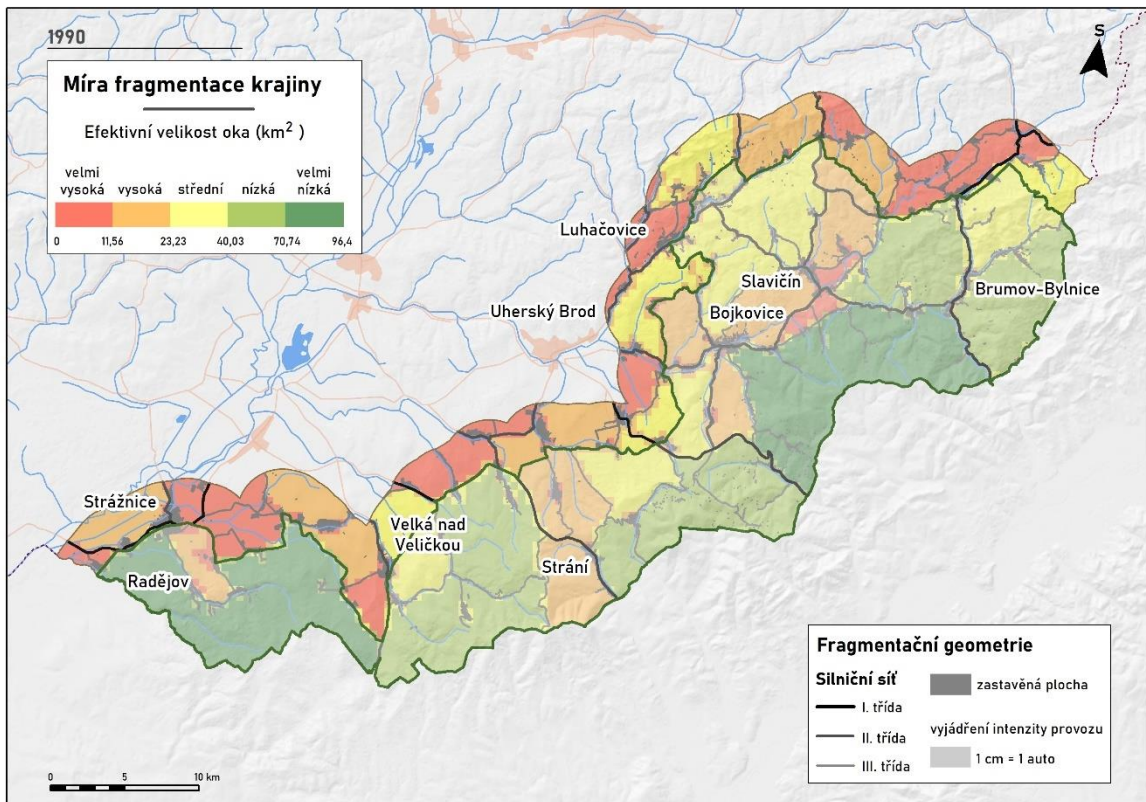 1990
Míra fragmentace krajiny
Efektivní velikost oka (km² )
velmi vysoká
vysoká
střední
nízká
velmi nízká
0 11,56 23,23 40,03 70,74 96,4
S
Luhačovice
Slavičín
Brumov-Bylnice
Uherský Brod
Bojkovice
Strážnice
Velká nad
Veličkou
Strání
Radějov
Fragmentační geometrie
Silniční síť
I. třída
II. třída
III. třída
zastavěná plocha
vyjádření intenzity provozu
1 cm = 1 auto
0 5 10 km